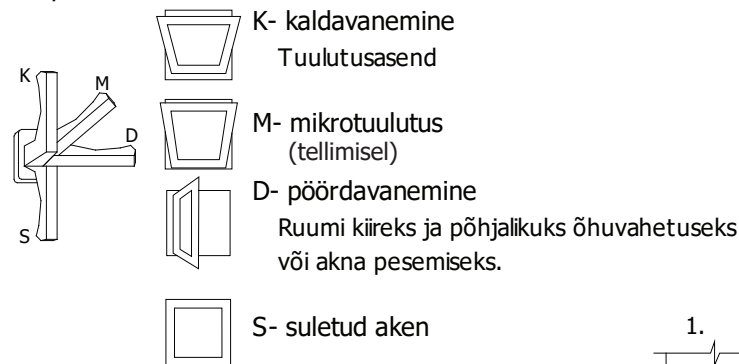 K- kaldavanemine
Tuulutusasend
K
M
D
S
M- mikrotuulutus
(tellimisel)
D- pöördavanemine
Ruumi kiireks ja põhjalikuks õhuvahetuseks
või akna pesemiseks.
S- suletud aken
1.